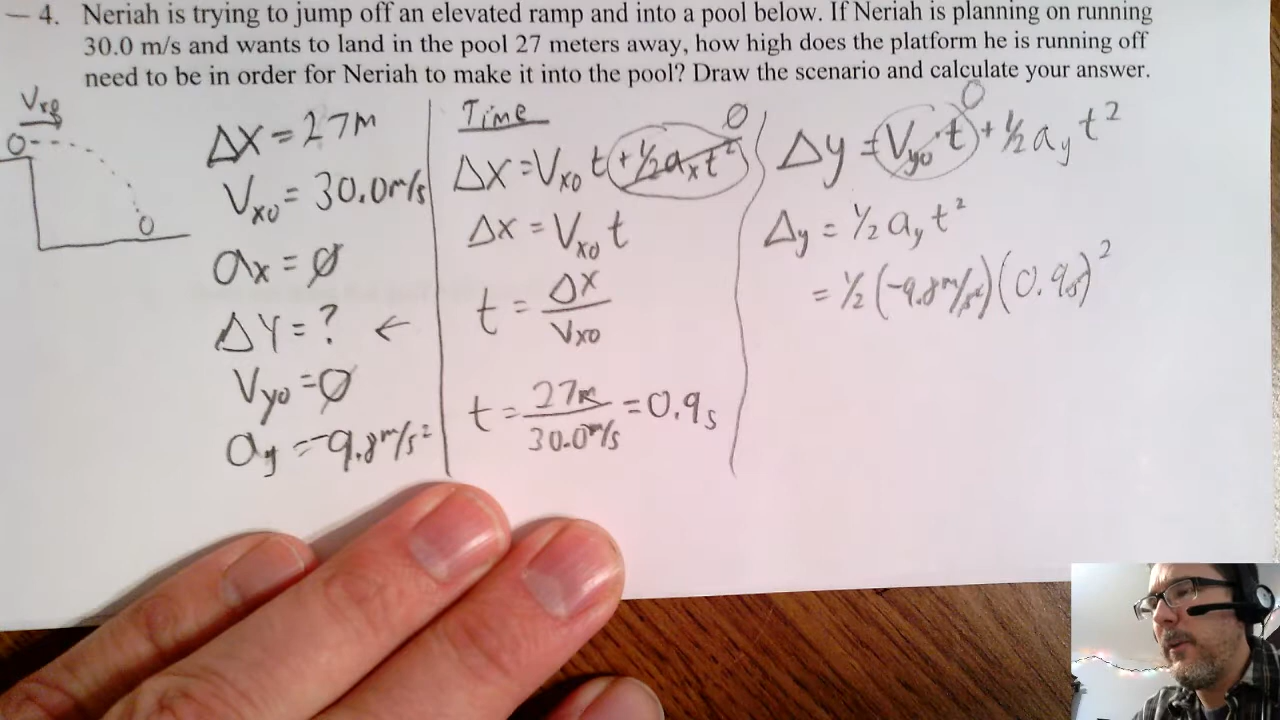 — 4. Neriah is trying to jump off an elevated ramp and into a pool below. If Neriah is planning on running
30.0 m/s and wants to land in the pool 27 meters away, how high does the platform he is running off
need to be in order for Neriah to make it into the pool? Draw the scenario and calculate your answer.
Vx0
ΔX = 27m
Vx0 = 30.0m/s
ax = 0
ΔY = ? ←
Vy0 = 0
ay = -9.8m/s²
Time
0
ΔX = Vx0 t + ½axt²
ΔX = Vx0 t
t = ΔX / Vx0
t = 27m / 30.0m/s = 0.9s
0
Δy = Vy0·t + ½ ay t²
Δy = ½ ay t²
= ½ (-9.8m/s²)(0.9s)²